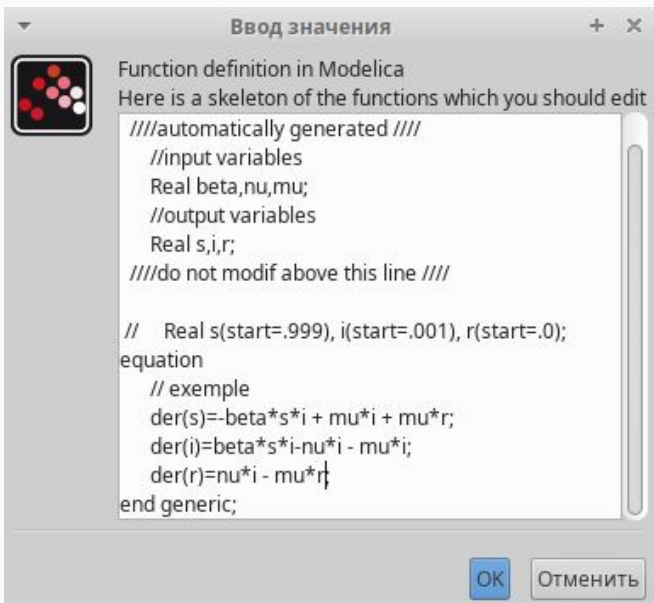 Ввод значения
Function definition in Modelica
Here is a skeleton of the functions which you should edit
////automatically generated ////
//input variables
Real beta,nu,mu;
//output variables
Real s,i,r;
////do not modif above this line ////
// Real s(start=.999), i(start=.001), r(start=.0);
equation
// exemple
der(s)=-beta*s*i + mu*i + mu*r;
der(i)=beta*s*i-nu*i - mu*i;
der(r)=nu*i - mu*r;
end generic;
OK Отменить